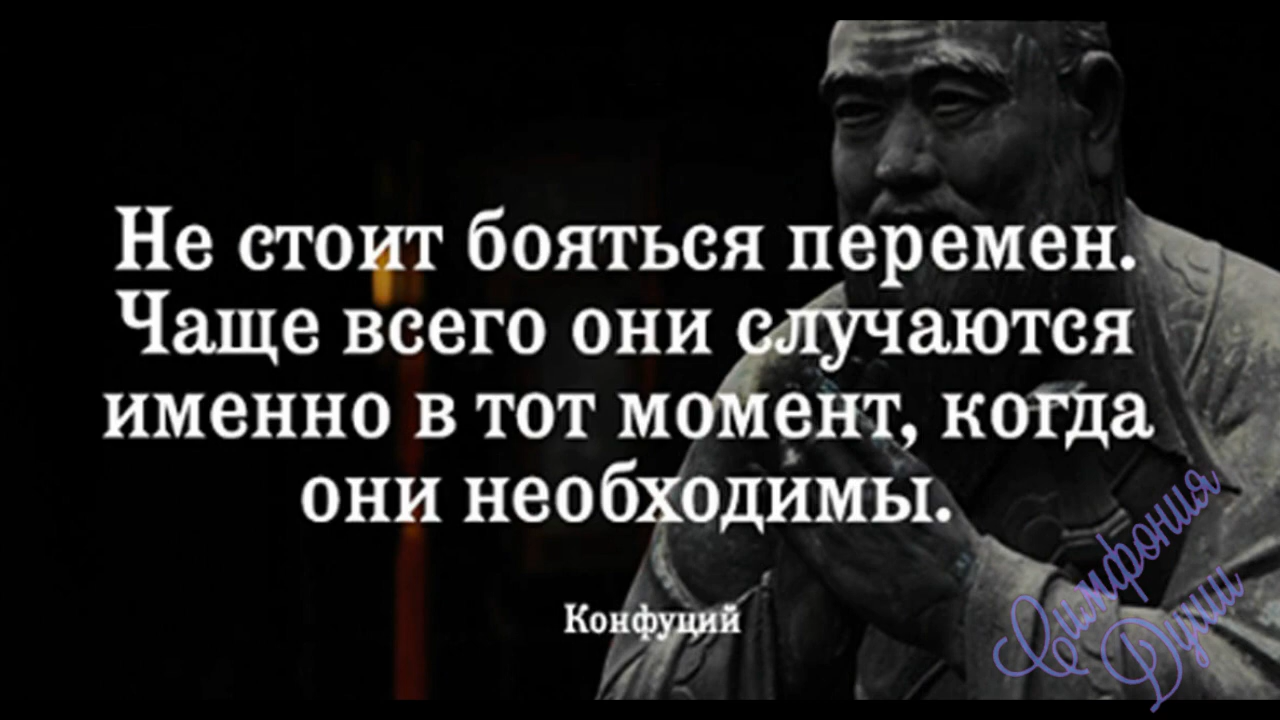 Не стоит бояться перемен.
Чаще всего они случаются
именно в тот момент, когда
они необходимы.
Конфуций
Симфония
Души